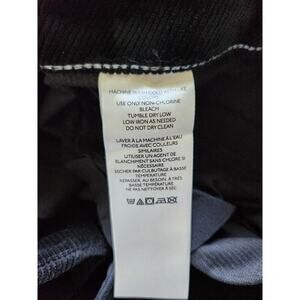 MACHINE WASH COLD WITH LIKE
COLORS
USE ONLY NON-CHLORINE
BLEACH
TUMBLE DRY LOW
LOW IRON AS NEEDED
DO NOT DRY CLEAN
LAVER À LA MACHINE À L'EAU
FROIDE AVEC COULEURS
SIMILAIRES
UTILISER UN AGENT DE
BLANCHIMENT SANS CHLORE SI
NÉCESSAIRE
SECHER PAR CULBUTAGE À BASSE
TEMPÉRATURE
REPASSER, AU BESOIN, À TRÈS
BASSE TEMPÉRATURE
NE PAS NETTOYER À SEC